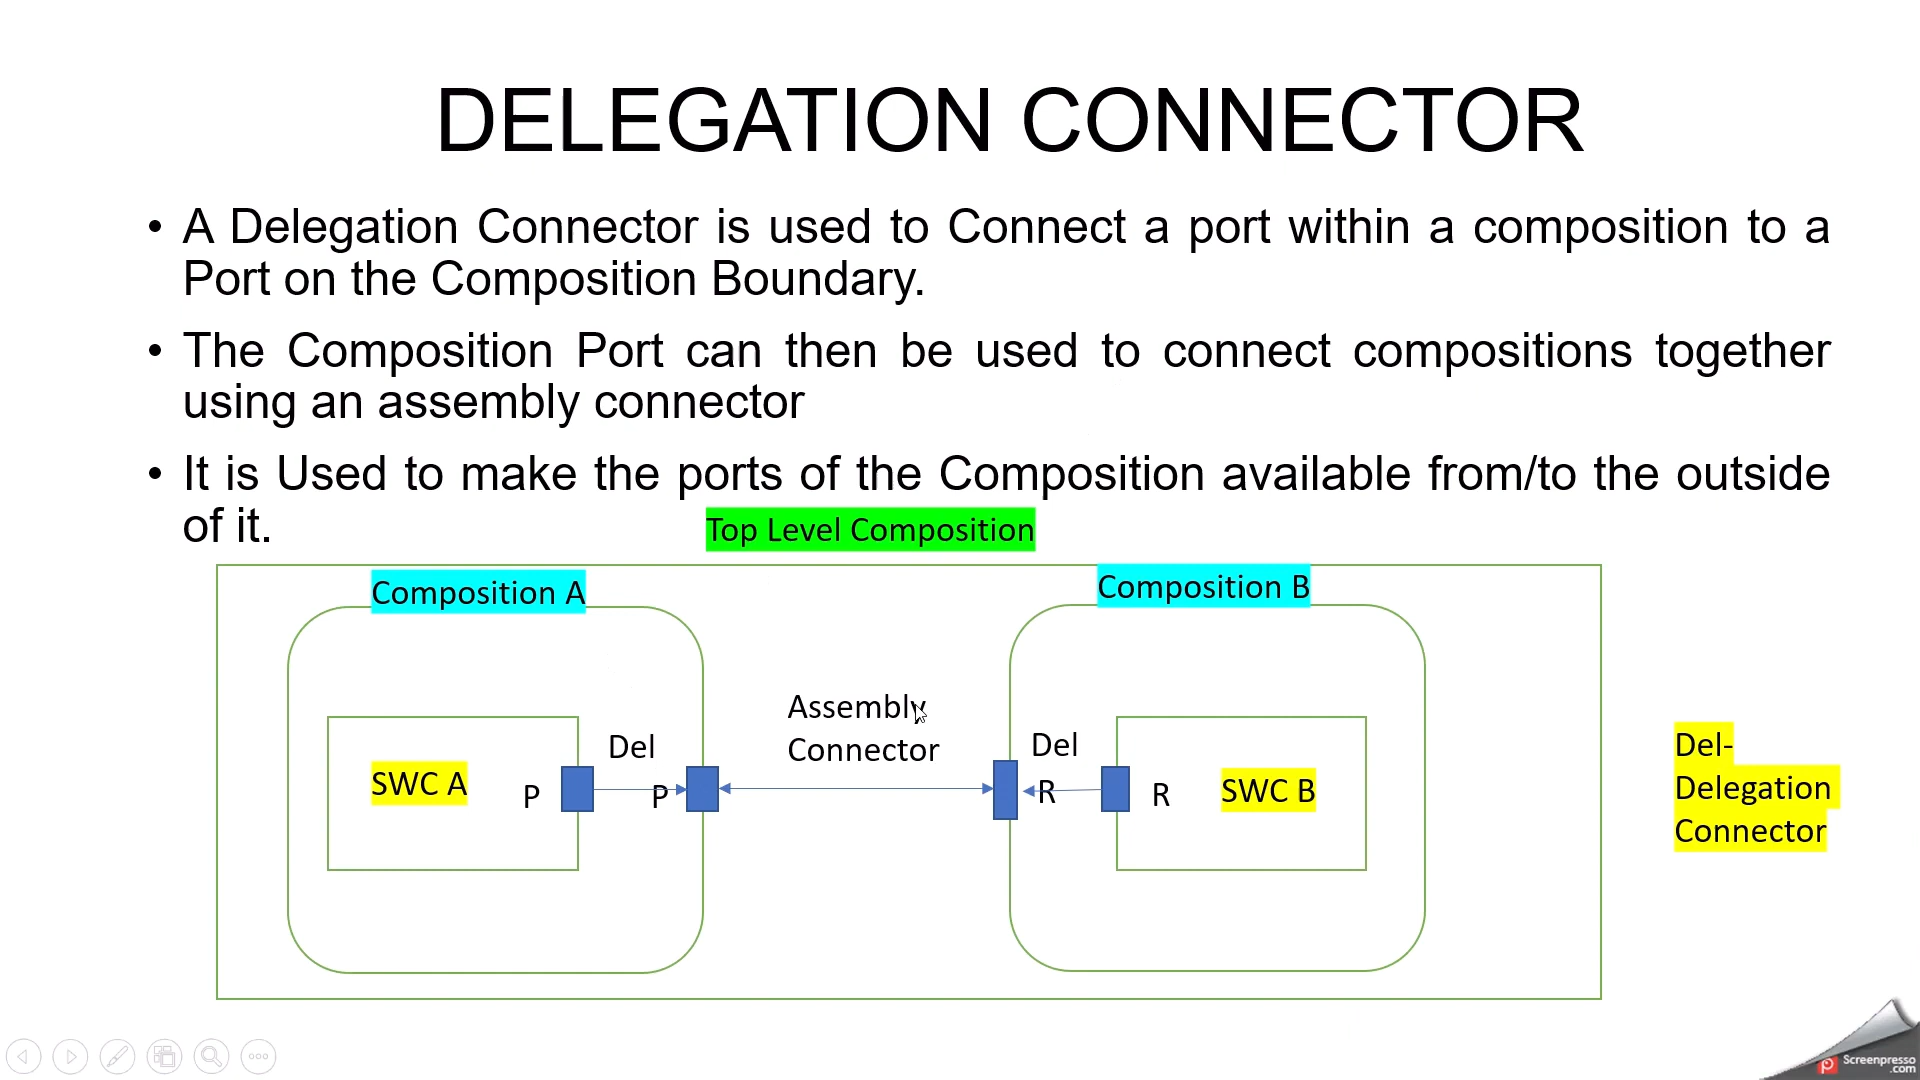 DELEGATION CONNECTOR
• A Delegation Connector is used to Connect a port within a composition to a
Port on the Composition Boundary.
• The Composition Port can then be used to connect compositions together
using an assembly connector
• It is Used to make the ports of the Composition available from/to the outside
of it.
Top Level Composition
Composition A
Composition B
Assembly
Connector
Del
Del
SWC A
P
P
R
R
SWC B
Del-
Delegation
Connector
Screenpresso
.com